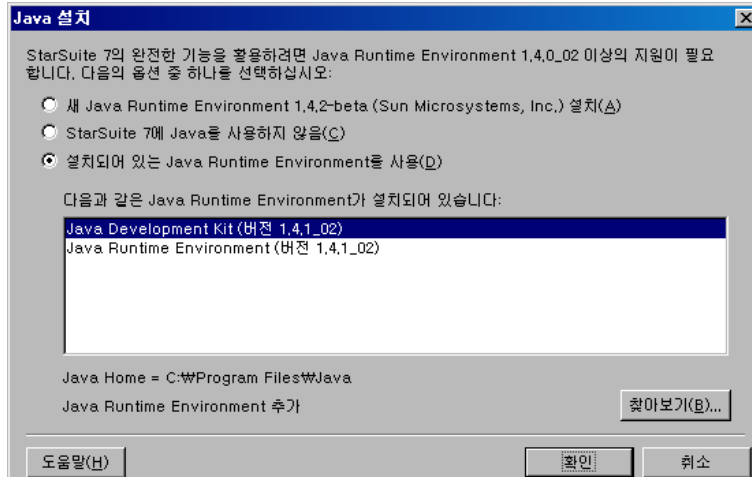 Java 설치
StarSuite 7의 완전한 기능을 활용하려면 Java Runtime Environment 1.4.0_02 이상의 지원이 필요
합니다. 다음의 옵션 중 하나를 선택하십시오:
새 Java Runtime Environment 1.4.2-beta (Sun Microsystems, Inc.) 설치(A)
StarSuite 7에 Java를 사용하지 않음(C)
설치되어 있는 Java Runtime Environment를 사용(D)
다음과 같은 Java Runtime Environment가 설치되어 있습니다:
Java Development Kit (버전 1.4.1_02)
Java Runtime Environment (버전 1.4.1_02)
Java Home = C:₩Program Files₩Java
Java Runtime Environment 추가
찾아보기(B)...
도움말(H)
확인
취소